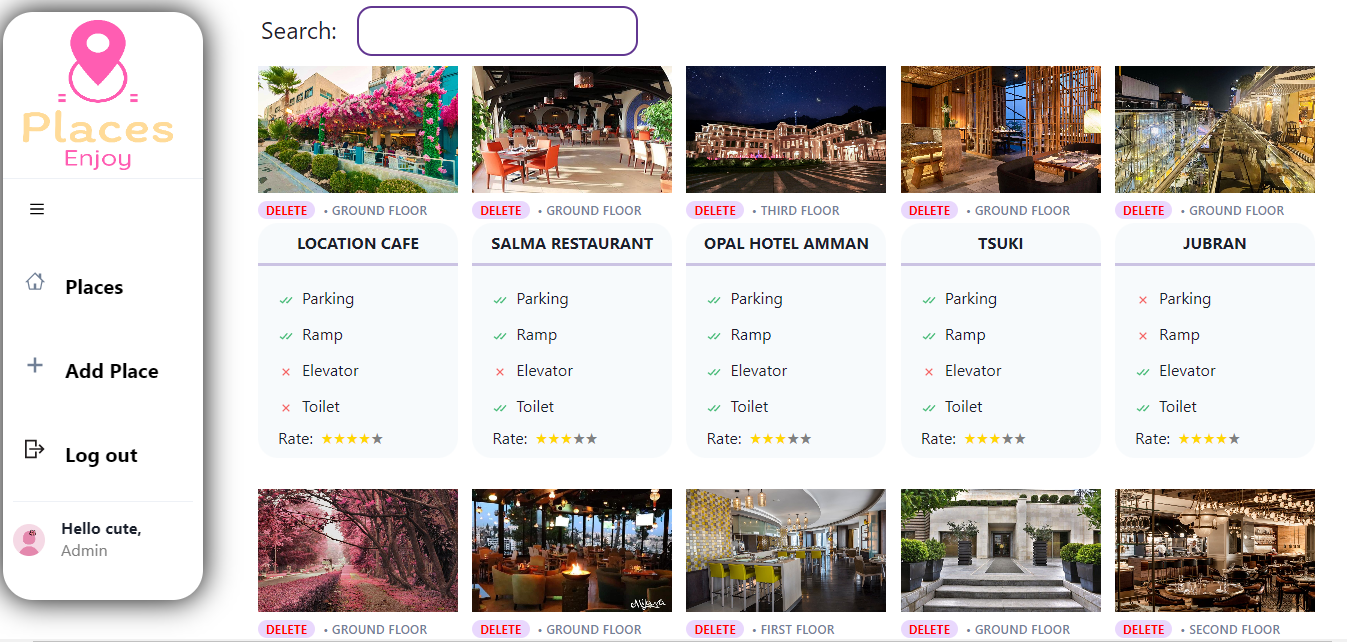 Places
Enjoy
Places
Add Place
Log out
Hello cute,
Admin
Search:
DELETE • GROUND FLOOR
LOCATION CAFE
Parking
Ramp
Elevator
Toilet
Rate: ★★★★★
DELETE • GROUND FLOOR
SALMA RESTAURANT
Parking
Ramp
Elevator
Toilet
Rate: ★★★★★
DELETE • THIRD FLOOR
OPAL HOTEL AMMAN
Parking
Ramp
Elevator
Toilet
Rate: ★★★★★
DELETE • GROUND FLOOR
TSUKI
Parking
Ramp
Elevator
Toilet
Rate: ★★★★★
DELETE • GROUND FLOOR
JUBRAN
Parking
Ramp
Elevator
Toilet
Rate: ★★★★★
DELETE • GROUND FLOOR
DELETE • GROUND FLOOR
DELETE • FIRST FLOOR
DELETE • GROUND FLOOR
DELETE • SECOND FLOOR